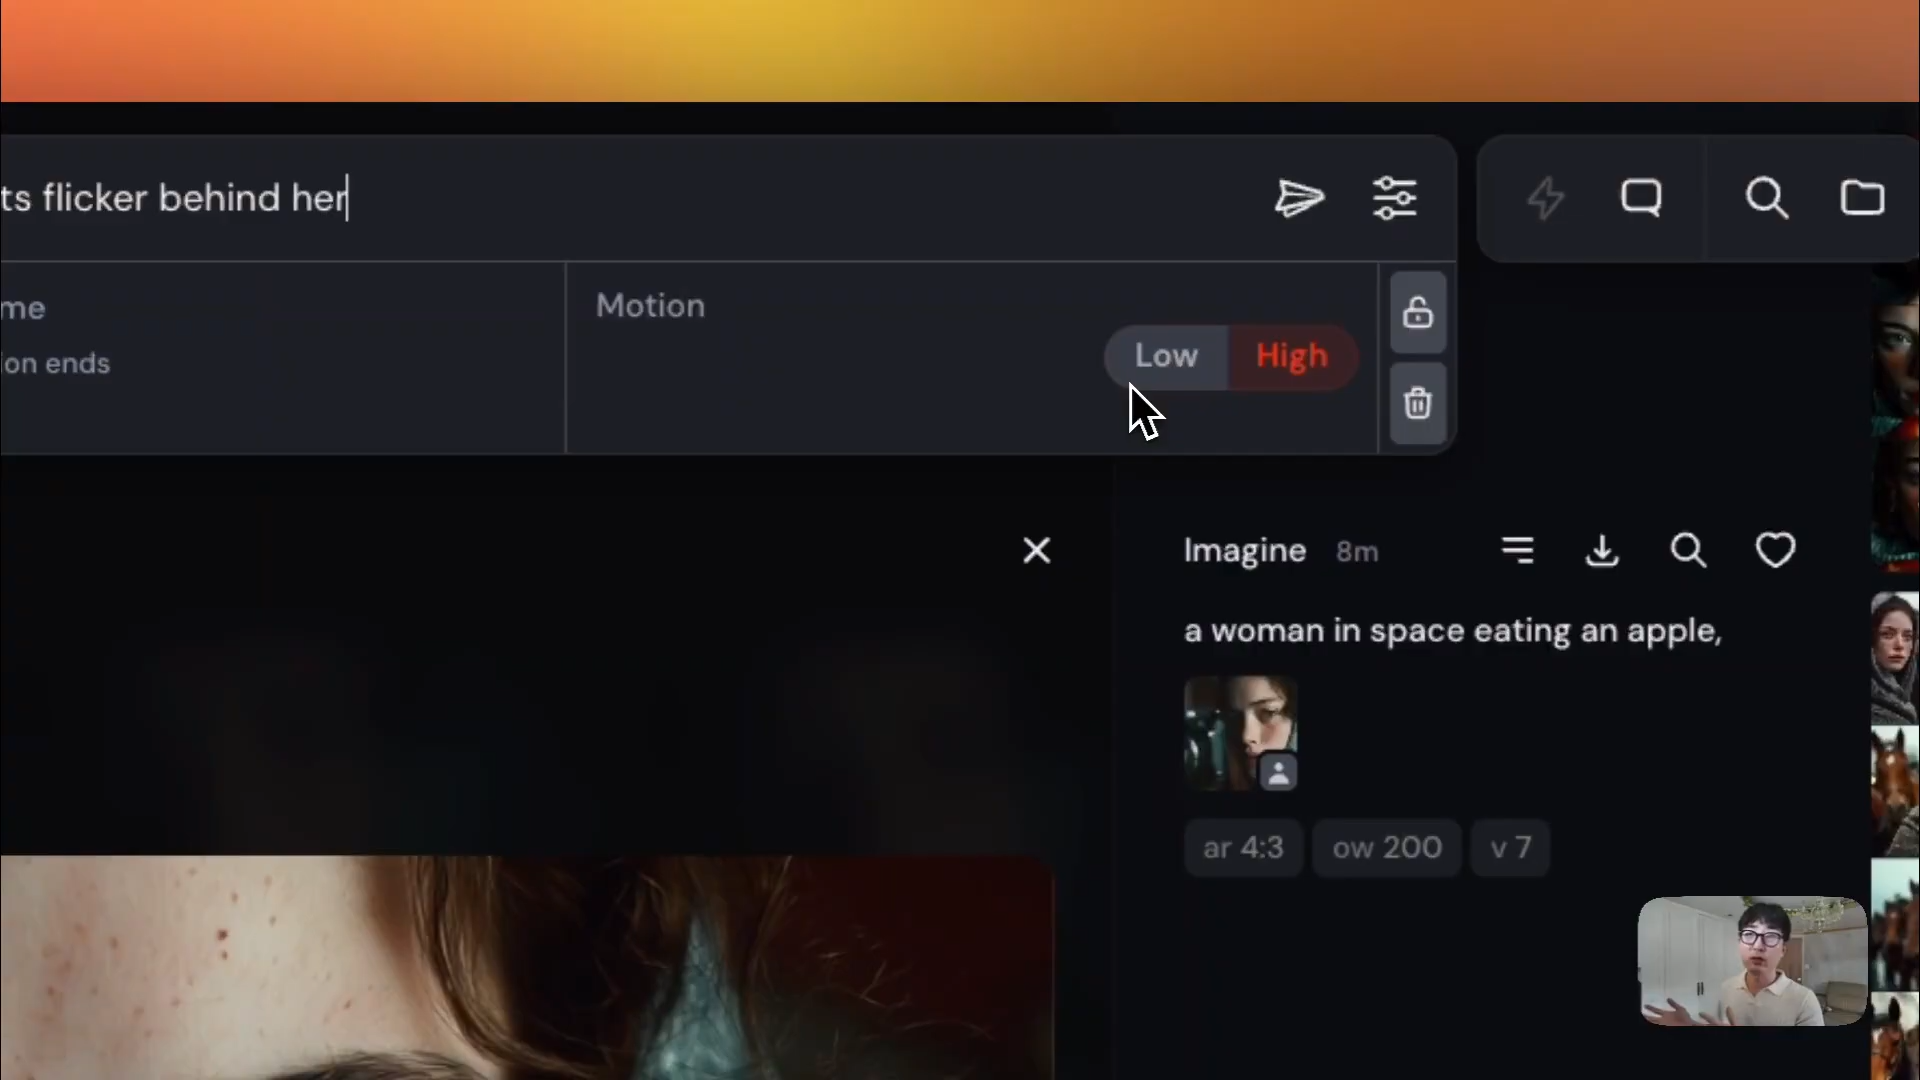 ts flicker behind her
me
on ends
Motion
Low High
Imagine 8m
a woman in space eating an apple,
ar 4:3 ow 200 v 7